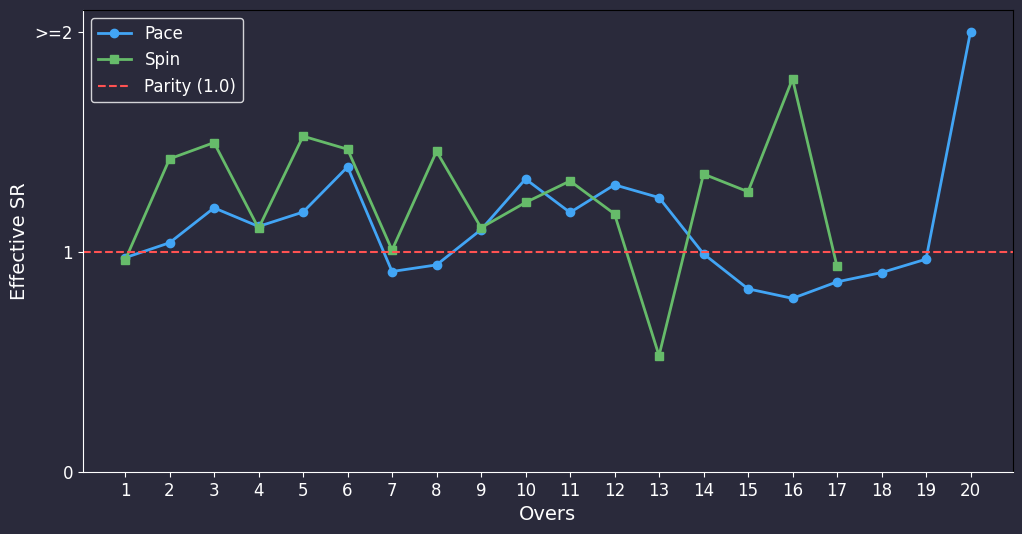 >=2
Pace
Spin
Parity (1.0)
Effective SR
1
0
1 2 3 4 5 6 7 8 9 10 11 12 13 14 15 16 17 18 19 20
Overs